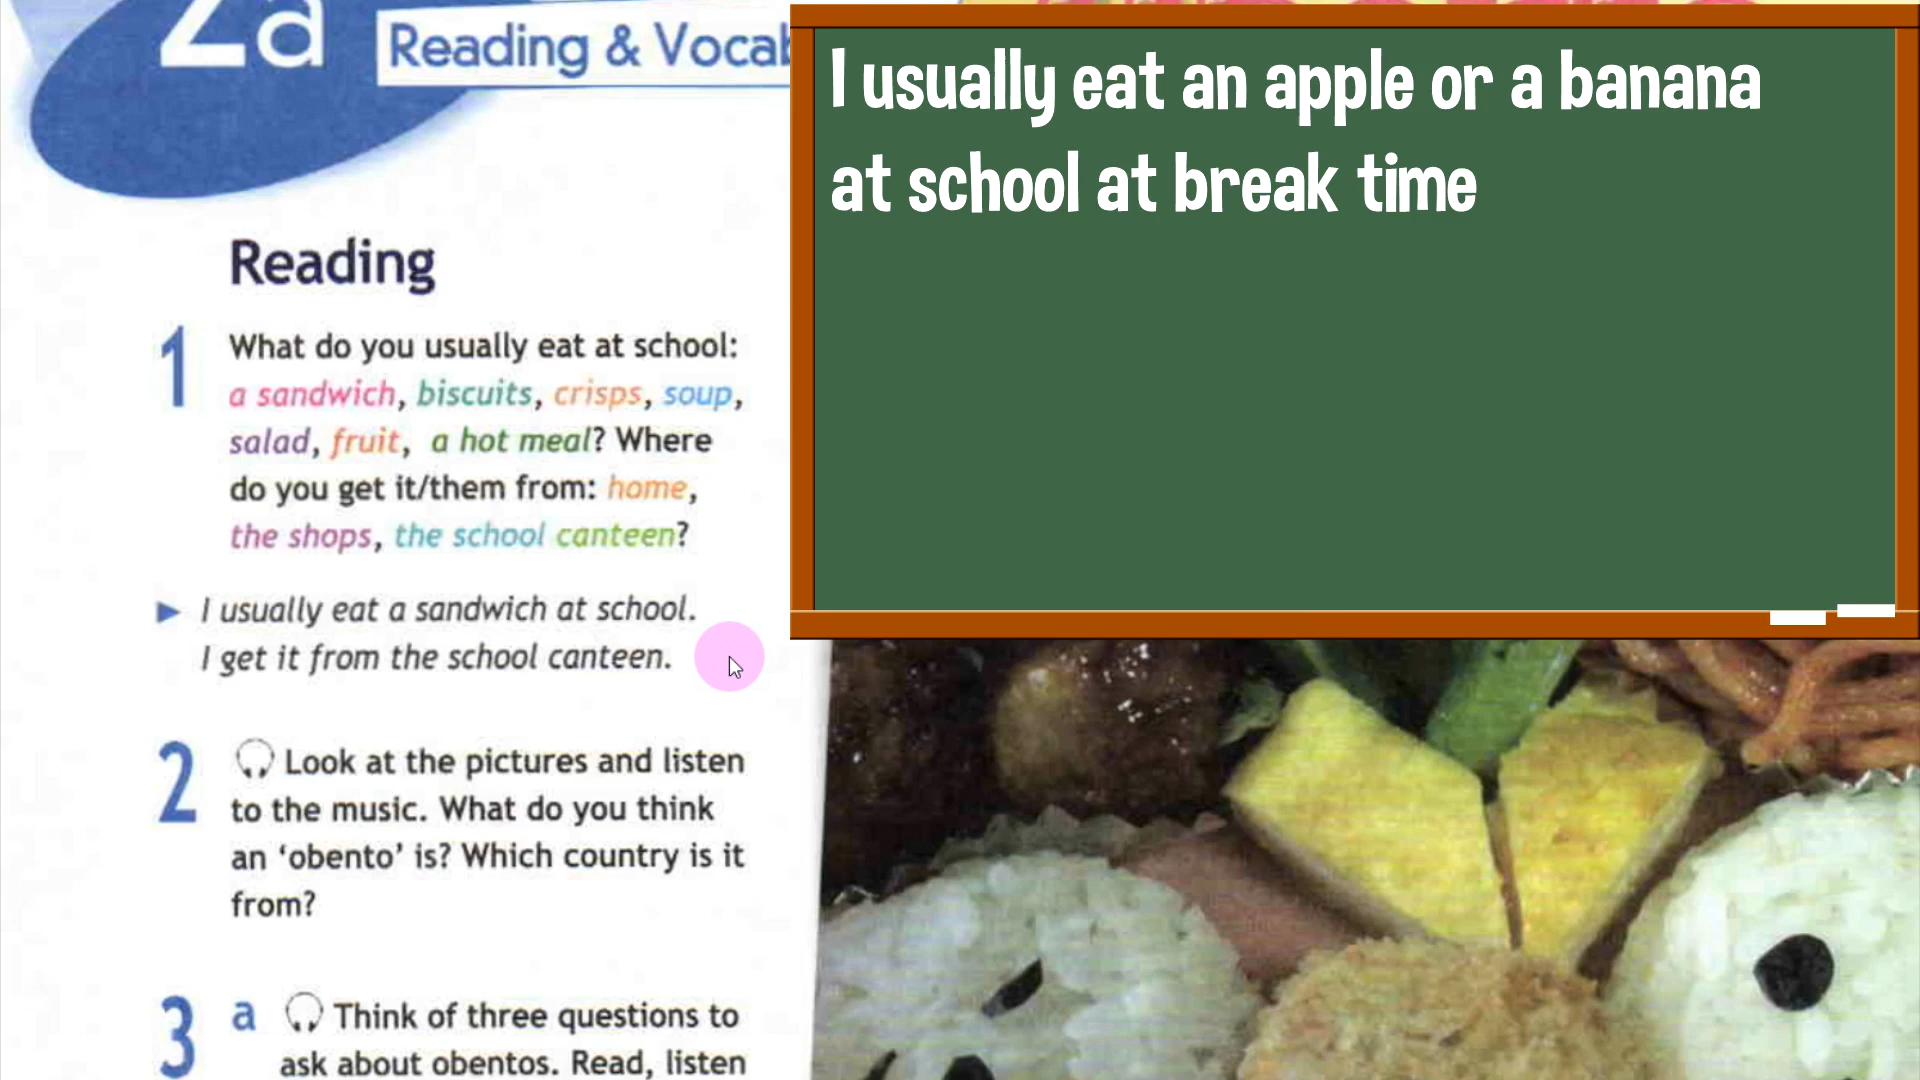 2a
Reading & Vocab
I usually eat an apple or a banana
at school at break time
Reading
1 What do you usually eat at school:
a sandwich, biscuits, crisps, soup,
salad, fruit, a hot meal? Where
do you get it/them from: home,
the shops, the school canteen?
I usually eat a sandwich at school.
I get it from the school canteen.
2 Look at the pictures and listen
to the music. What do you think
an ‘obento’ is? Which country is it
from?
3 a Think of three questions to
ask about obentos. Read, listen